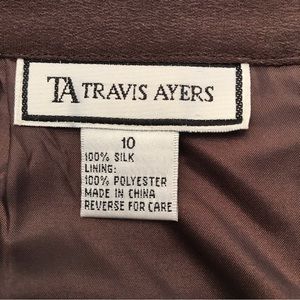 TA TRAVIS AYERS
10
100% SILK
LINING:
100% POLYESTER
MADE IN CHINA
REVERSE FOR CARE